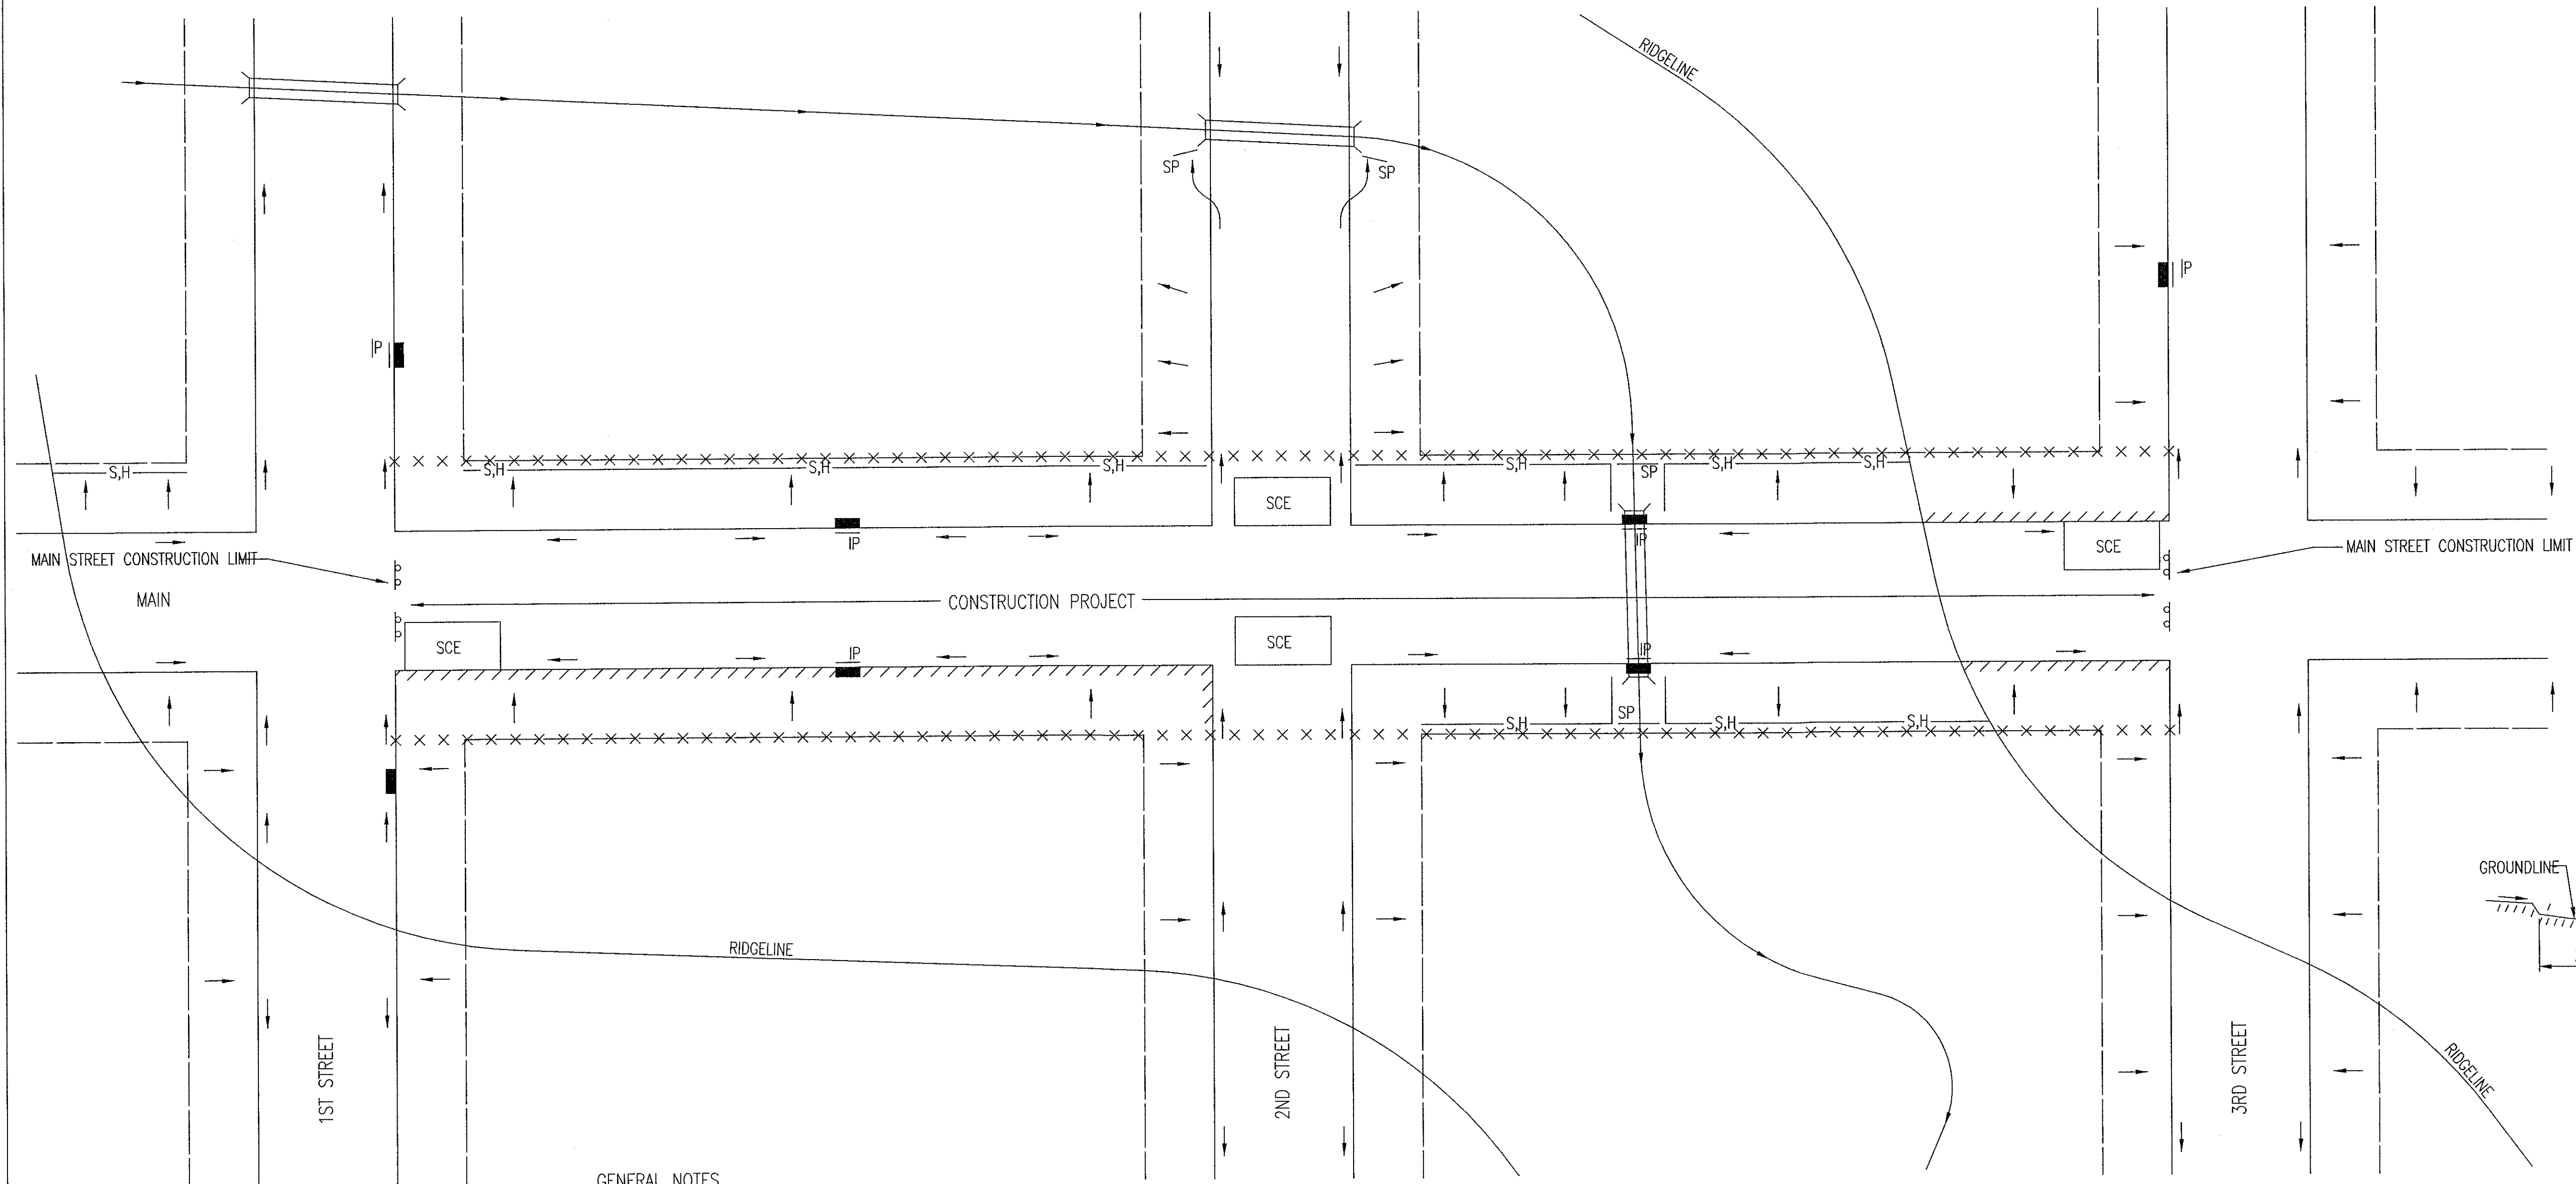 RIDGELINE
SP
SP
IP
IP
S,H
S,H
S,H
S,H
S,H
SP
S,H
S,H
SCE
IP
IP
SCE
MAIN STREET CONSTRUCTION LIMIT
MAIN STREET CONSTRUCTION LIMIT
MAIN
CONSTRUCTION PROJECT
SCE
SCE
IP
IP
S,H
SP
S,H
S,H
GROUNDLINE
RIDGELINE
1ST STREET
2ND STREET
3RD STREET
RIDGELINE
GENERAL NOTES